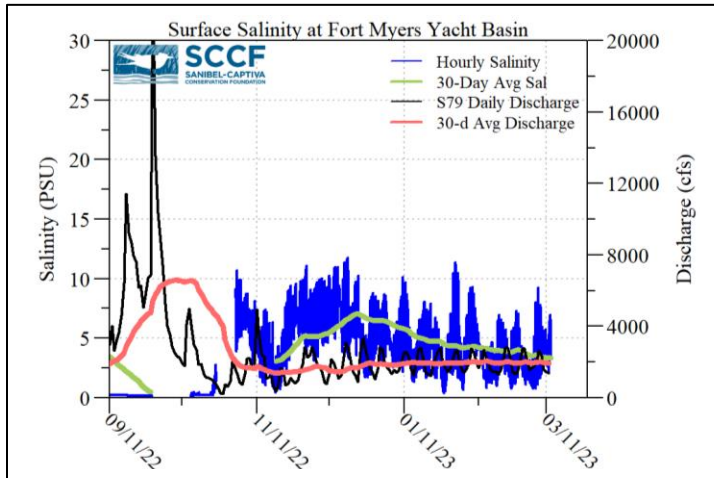 Surface Salinity at Fort Myers Yacht Basin
SCCF
SANIBEL-CAPTIVA
CONSERVATION FOUNDATION
Hourly Salinity
30-Day Avg Sal
S79 Daily Discharge
30-d Avg Discharge
Salinity (PSU)
30
25
20
15
10
5
0
Discharge (cfs)
20000
16000
12000
8000
4000
0
09/11/22
11/11/22
01/11/23
03/11/23